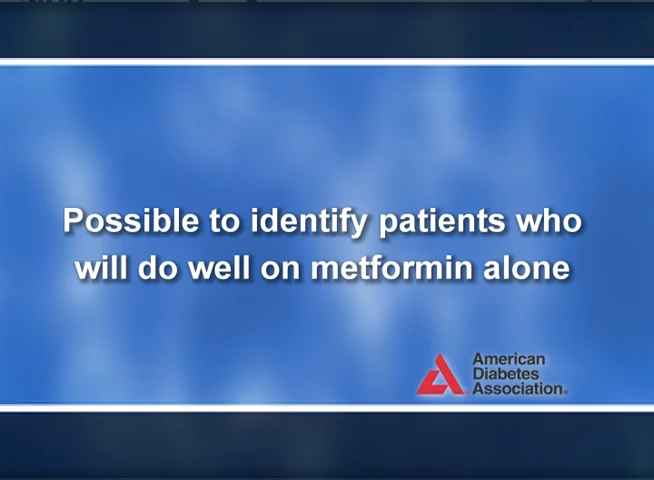 Possible to identify patients who
will do well on metformin alone
American
Diabetes
Association®